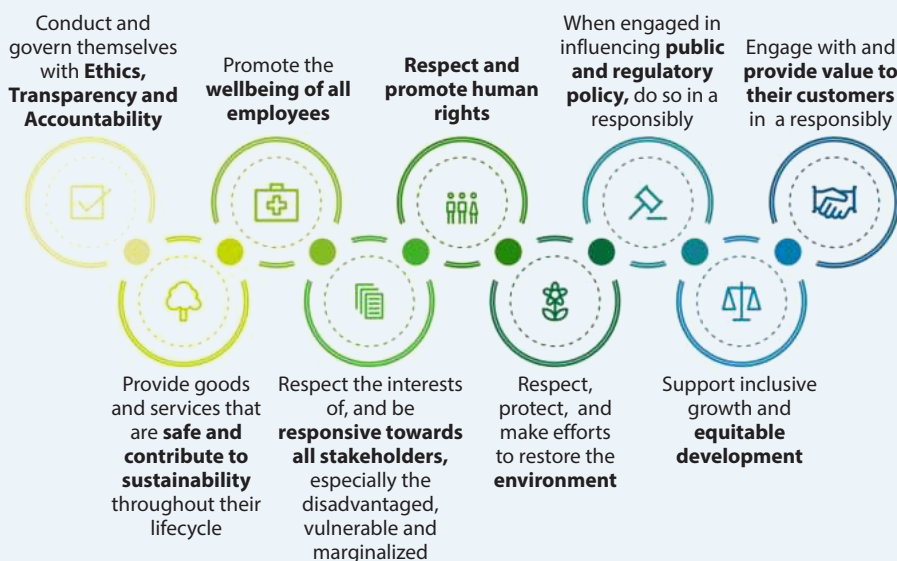 Conduct and
govern themselves
with Ethics,
Transparency and
Accountability
Promote the
wellbeing of all
employees
Respect and
promote human
rights
When engaged in
influencing public
and regulatory
policy, do so in a
responsibly
Engage with and
provide value to
their customers
in a responsibly
Provide goods
and services that
are safe and
contribute to
sustainability
throughout their
lifecycle
Respect the interests
of, and be
responsive towards
all stakeholders,
especially the
disadvantaged,
vulnerable and
marginalized
Respect,
protect, and
make efforts
to restore the
environment
Support inclusive
growth and
equitable
development